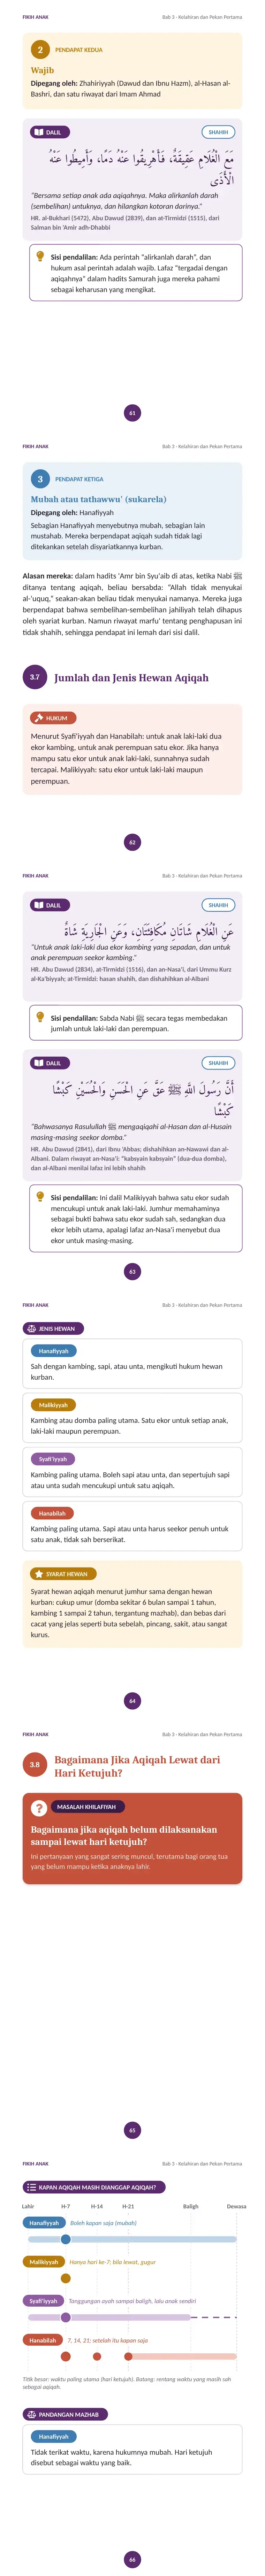 FIKIH ANAK
Bab 3 · Kelahiran dan Pekan Pertama
2 PENDAPAT KEDUA
Wajib
Dipegang oleh: Zhahiriyyah (Dawud dan Ibnu Hazm), al-Hasan al-
Bashri, dan satu riwayat dari Imam Ahmad
DALIL
SHAHIH
مَعَ الْغُلَامِ عَقِيقَةٌ، فَأَهْرِيقُوا عَنْهُ دَمًا، وَأَمِيطُوا عَنْهُ
الْأَذَى
"Bersama setiap anak ada aqiqahnya. Maka alirkanlah darah
(sembelihan) untuknya, dan hilangkan kotoran darinya."
HR. al-Bukhari (5472), Abu Dawud (2839), dan at-Tirmidzi (1515), dari
Salman bin 'Amir adh-Dhabbi
Sisi pendalilan: Ada perintah "alirkanlah darah", dan
hukum asal perintah adalah wajib. Lafaz "tergadai dengan
aqiqahnya" dalam hadits Samurah juga mereka pahami
sebagai keharusan yang mengikat.
61
FIKIH ANAK
Bab 3 · Kelahiran dan Pekan Pertama
3 PENDAPAT KETIGA
Mubah atau tathawwu' (sukarela)
Dipegang oleh: Hanafiyyah
Sebagian Hanafiyyah menyebutnya mubah, sebagian lain
mustahab. Mereka berpendapat aqiqah sudah tidak lagi
ditekankan setelah disyariatkannya kurban.
Alasan mereka: dalam hadits 'Amr bin Syu'aib di atas, ketika Nabi ﷺ
ditanya tentang aqiqah, beliau bersabda: "Allah tidak menyukai
al-'uquq," seakan-akan beliau tidak menyukai namanya. Mereka juga
berpendapat bahwa sembelihan-sembelihan jahiliyah telah dihapus
oleh syariat kurban. Namun riwayat marfu' tentang penghapusan ini
tidak shahih, sehingga pendapat ini lemah dari sisi dalil.
3.7 Jumlah dan Jenis Hewan Aqiqah
HUKUM
Menurut Syafi'iyyah dan Hanabilah: untuk anak laki-laki dua
ekor kambing, untuk anak perempuan satu ekor. Jika hanya
mampu satu ekor untuk anak laki-laki, sunnahnya sudah
tercapai. Malikiyyah: satu ekor untuk laki-laki maupun
perempuan.
62
FIKIH ANAK
Bab 3 · Kelahiran dan Pekan Pertama
DALIL
SHAHIH
عَنِ الْغُلَامِ شَاتَانِ مُكَافِئَتَانِ، وَعَنِ الْجَارِيَةِ شَاةٌ
"Untuk anak laki-laki dua ekor kambing yang sepadan, dan untuk
anak perempuan seekor kambing."
HR. Abu Dawud (2834), at-Tirmidzi (1516), dan an-Nasa'i, dari Ummu Kurz
al-Ka'biyyah; at-Tirmidzi: hasan shahih, dan dishahihkan al-Albani
Sisi pendalilan: Sabda Nabi ﷺ secara tegas membedakan
jumlah untuk laki-laki dan perempuan.
DALIL
SHAHIH
أَنَّ رَسُولَ اللَّهِ ﷺ عَقَّ عَنِ الْحَسَنِ وَالْحُسَيْنِ كَبْشًا
كَبْشًا
"Bahwasanya Rasulullah ﷺ mengaqiqahi al-Hasan dan al-Husain
masing-masing seekor domba."
HR. Abu Dawud (2841), dari Ibnu 'Abbas; dishahihkan an-Nawawi dan al-
Albani. Dalam riwayat an-Nasa'i: "kabsyain kabsyain" (dua-dua domba),
dan al-Albani menilai lafaz ini lebih shahih
Sisi pendalilan: Ini dalil Malikiyyah bahwa satu ekor sudah
mencukupi untuk anak laki-laki. Jumhur memahaminya
sebagai bukti bahwa satu ekor sudah sah, sedangkan dua
ekor lebih utama, apalagi lafaz an-Nasa'i menyebut dua
ekor untuk masing-masing.
63
FIKIH ANAK
Bab 3 · Kelahiran dan Pekan Pertama
JENIS HEWAN
Hanafiyyah
Sah dengan kambing, sapi, atau unta, mengikuti hukum hewan
kurban.
Malikiyyah
Kambing atau domba paling utama. Satu ekor untuk setiap anak,
laki-laki maupun perempuan.
Syafi'iyyah
Kambing paling utama. Boleh sapi atau unta, dan sepertujuh sapi
atau unta sudah mencukupi untuk satu aqiqah.
Hanabilah
Kambing paling utama. Sapi atau unta harus seekor penuh untuk
satu anak, tidak sah berserikat.
SYARAT HEWAN
Syarat hewan aqiqah menurut jumhur sama dengan hewan
kurban: cukup umur (domba sekitar 6 bulan sampai 1 tahun,
kambing 1 sampai 2 tahun, tergantung mazhab), dan bebas dari
cacat yang jelas seperti buta sebelah, pincang, sakit, atau sangat
kurus.
64
FIKIH ANAK
Bab 3 · Kelahiran dan Pekan Pertama
3.8 Bagaimana Jika Aqiqah Lewat dari
Hari Ketujuh?
? MASALAH KHILAFIYAH
Bagaimana jika aqiqah belum dilaksanakan
sampai lewat hari ketujuh?
Ini pertanyaan yang sangat sering muncul, terutama bagi orang tua
yang belum mampu ketika anaknya lahir.
65
FIKIH ANAK
Bab 3 · Kelahiran dan Pekan Pertama
KAPAN AQIQAH MASIH DIANGGAP AQIQAH?
Lahir H-7 H-14 H-21 Baligh Dewasa
Hanafiyyah Boleh kapan saja (mubah)
Malikiyyah Hanya hari ke-7; bila lewat, gugur
Syafi'iyyah Tanggungan ayah sampai baligh, lalu anak sendiri
Hanabilah 7, 14, 21; setelah itu kapan saja
Titik besar: waktu paling utama (hari ketujuh). Batang: rentang waktu yang masih sah
sebagai aqiqah.
PANDANGAN MAZHAB
Hanafiyyah
Tidak terikat waktu, karena hukumnya mubah. Hari ketujuh
disebut sebagai waktu yang baik.
66